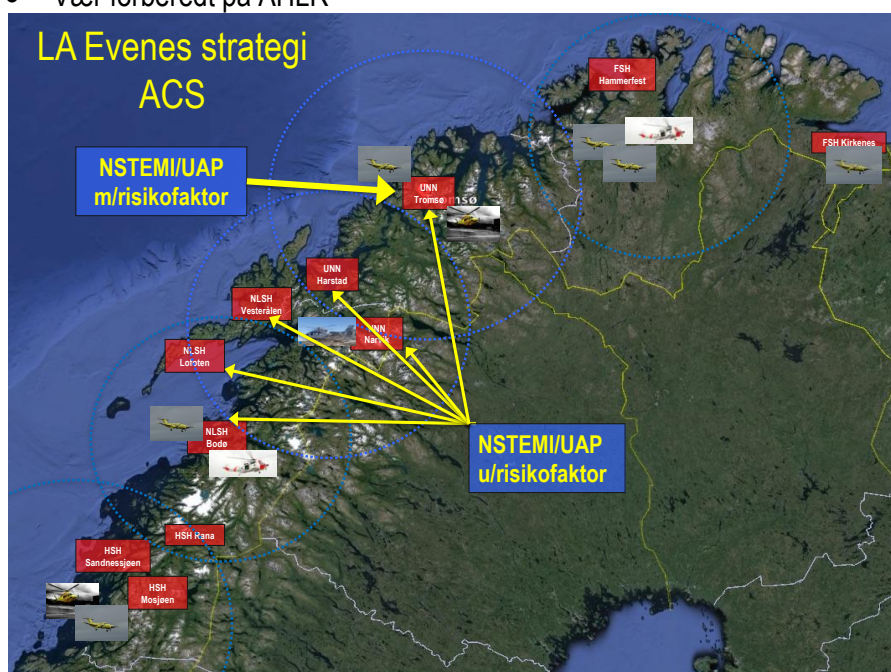 LA Evenes strategi
ACS
FSH
Hammerfest
FSH Kirkenes
NSTEMI/UAP
m/risikofaktor
UNN
Tromsø
UNN
Harstad
NLSH
Vesterålen
UNN
Narvik
NLSH
Lofoten
NLSH
Bodø
NSTEMI/UAP
u/risikofaktor
HSH Rana
HSH
Sandnessjøen
HSH
Mosjøen